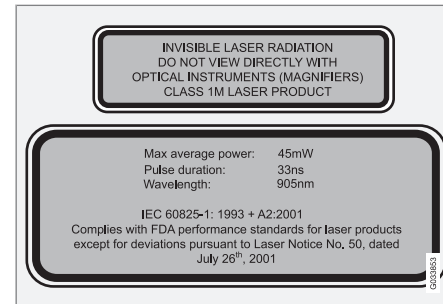 INVISIBLE LASER RADIATION
DO NOT VIEW DIRECTLY WITH
OPTICAL INSTRUMENTS (MAGNIFIERS)
CLASS 1M LASER PRODUCT
Max average power: 45mW
Pulse duration: 33ns
Wavelength: 905nm
IEC 60825-1: 1993 + A2:2001
Complies with FDA performance standards for laser products
except for deviations pursuant to Laser Notice No. 50, dated
July 26th, 2001
G033853